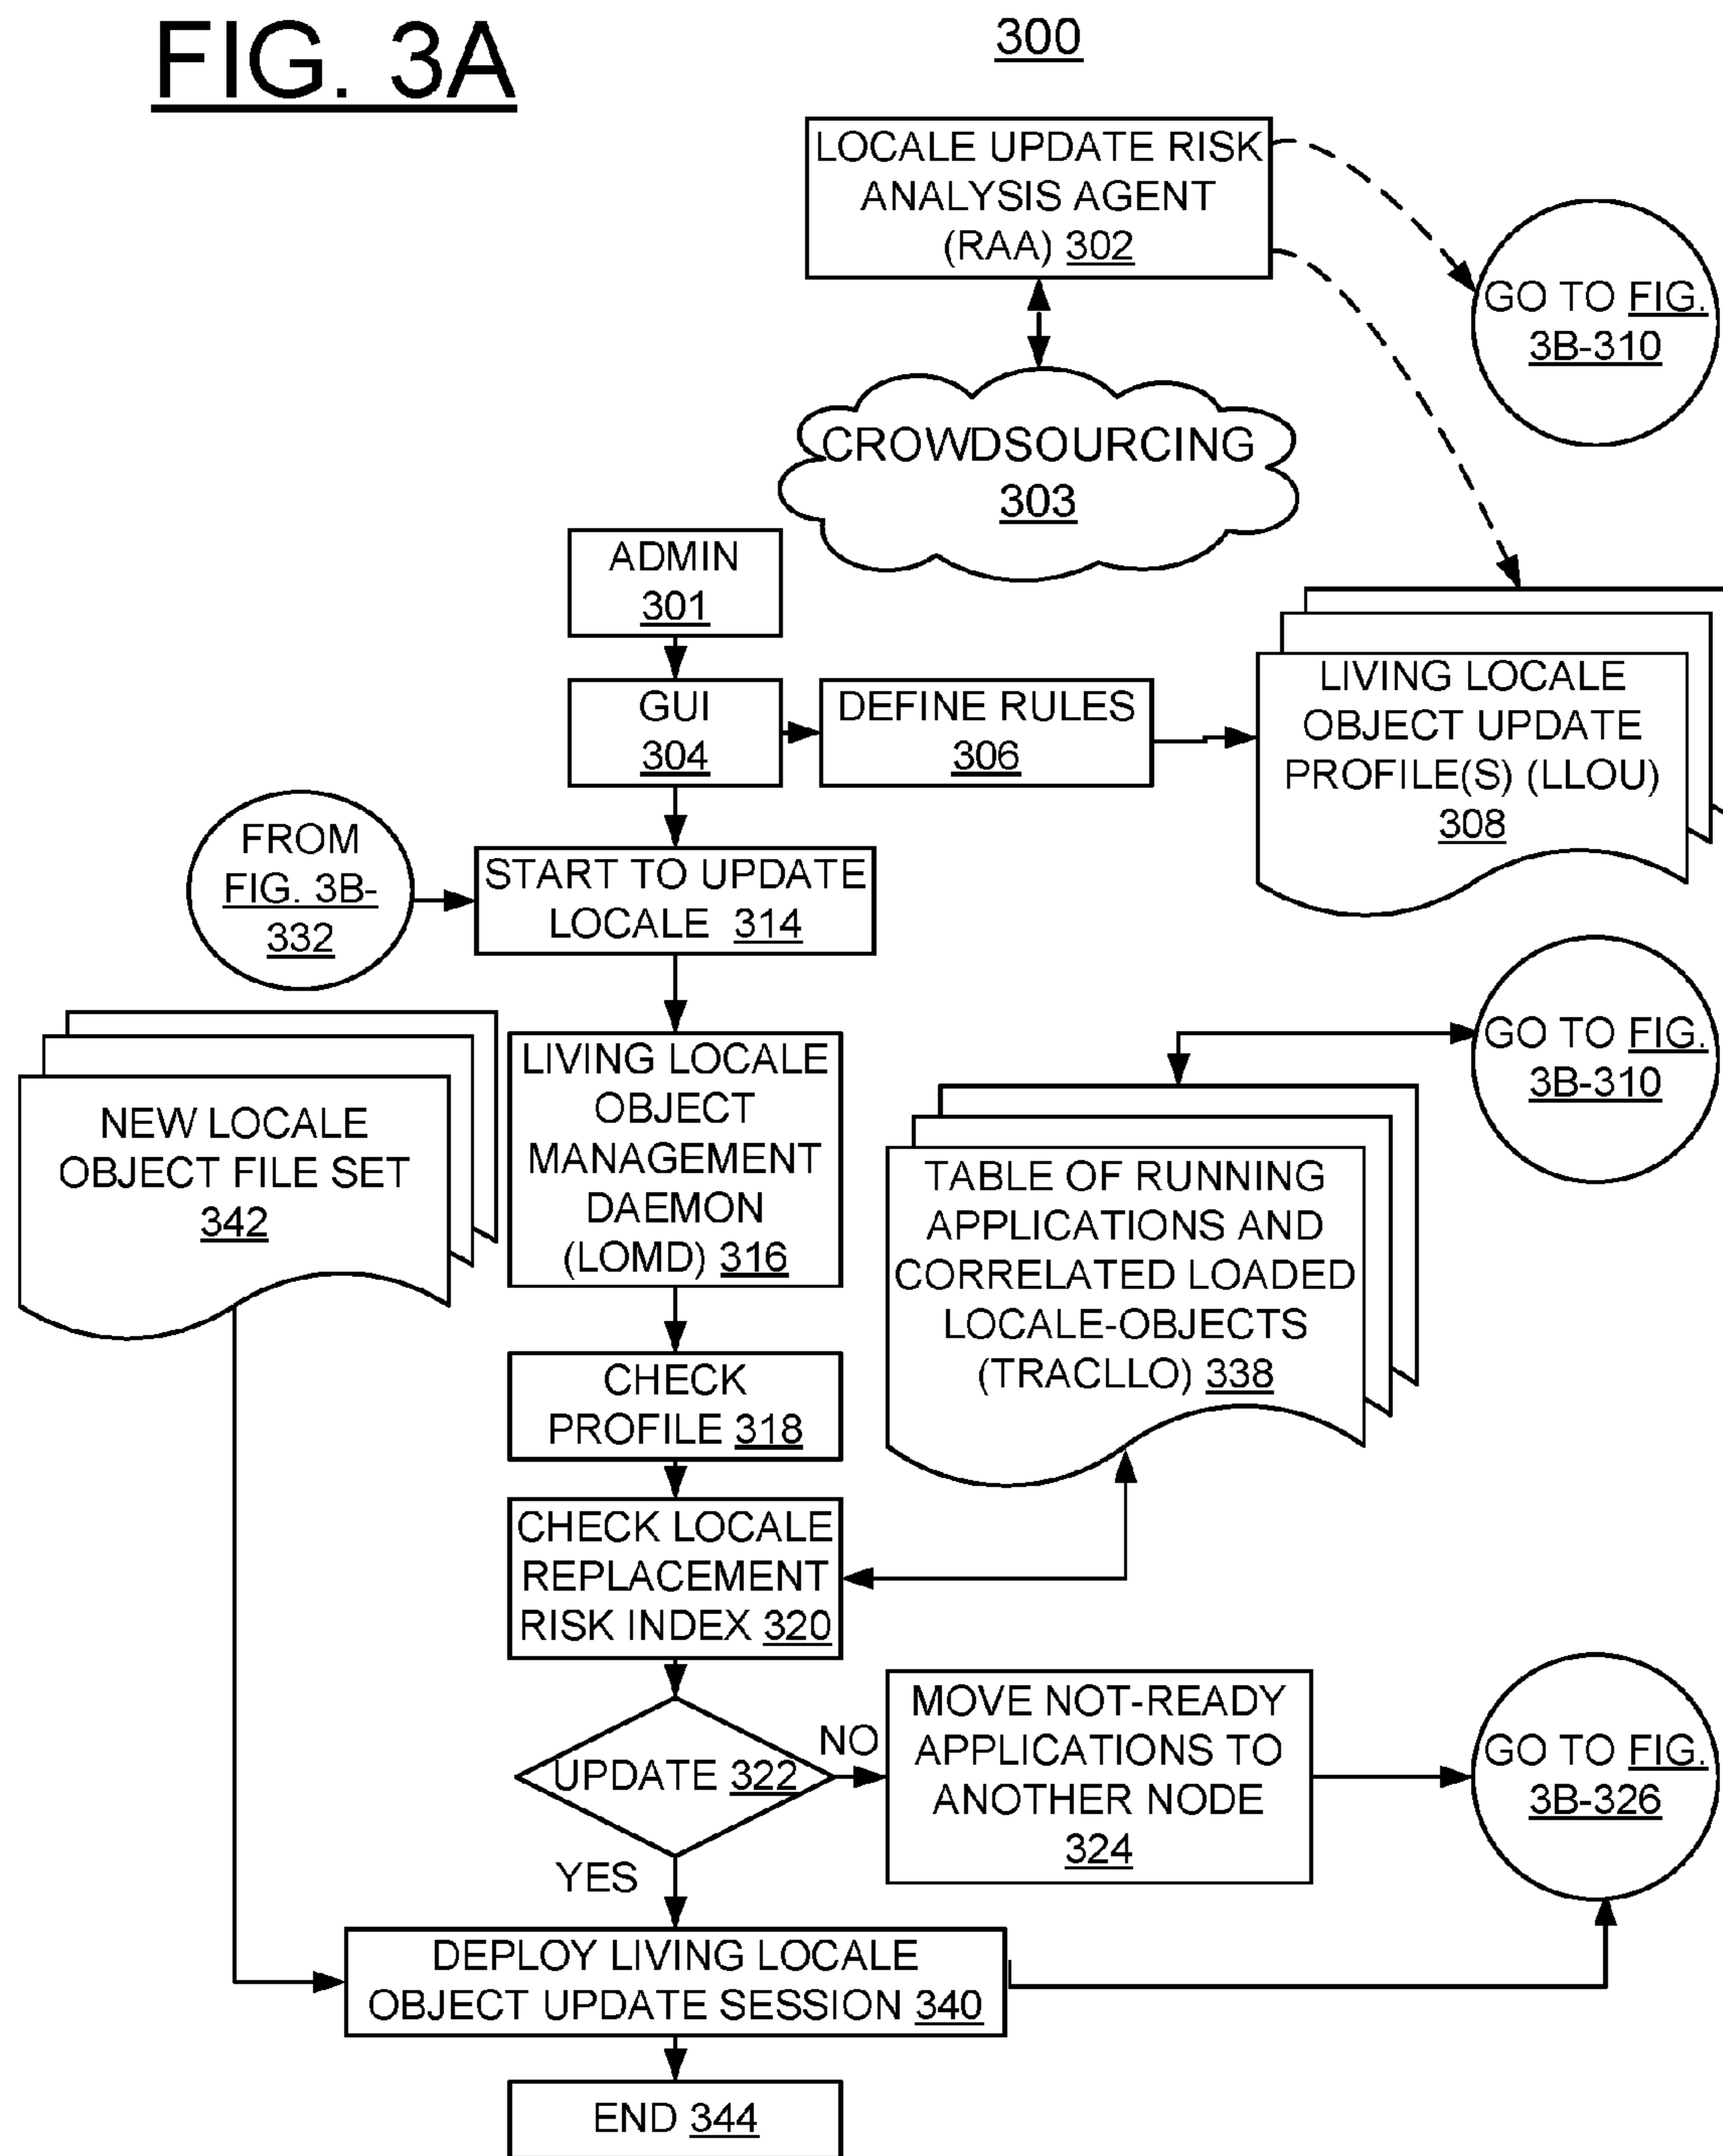 FIG. 3A
300
LOCALE UPDATE RISK
ANALYSIS AGENT
(RAA) 302
GO TO FIG.
3B-310
CROWDSOURCING
303
ADMIN
301
GUI
304
DEFINE RULES
306
LIVING LOCALE
OBJECT UPDATE
PROFILE(S) (LLOU)
308
FROM
FIG. 3B-
332
START TO UPDATE
LOCALE 314
NEW LOCALE
OBJECT FILE SET
342
LIVING LOCALE
OBJECT
MANAGEMENT
DAEMON
(LOMD) 316
GO TO FIG.
3B-310
TABLE OF RUNNING
APPLICATIONS AND
CORRELATED LOADED
LOCALE-OBJECTS
(TRACLLO) 338
CHECK
PROFILE 318
CHECK LOCALE
REPLACEMENT
RISK INDEX 320
UPDATE 322
NO
MOVE NOT-READY
APPLICATIONS TO
ANOTHER NODE
324
GO TO FIG.
3B-326
YES
DEPLOY LIVING LOCALE
OBJECT UPDATE SESSION 340
END 344